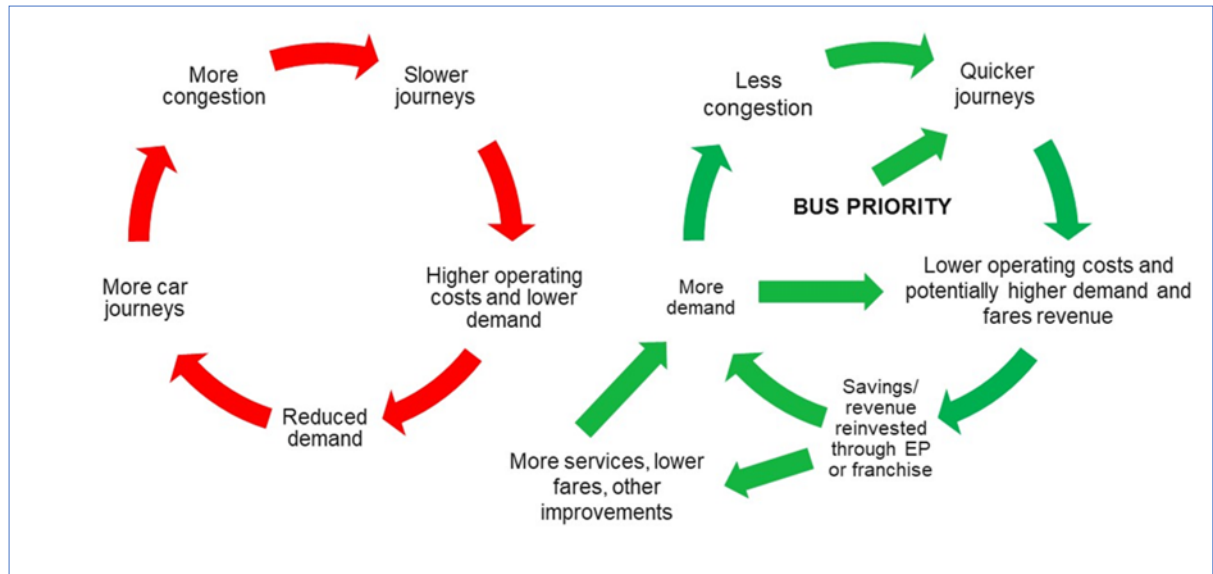 More
congestion
Slower
journeys
Higher operating
costs and lower
demand
Reduced
demand
More car
journeys
Less
congestion
Quicker
journeys
BUS PRIORITY
Lower operating costs and
potentially higher demand and
fares revenue
More
demand
Savings/
revenue
reinvested
through EP
or franchise
More services, lower
fares, other
improvements